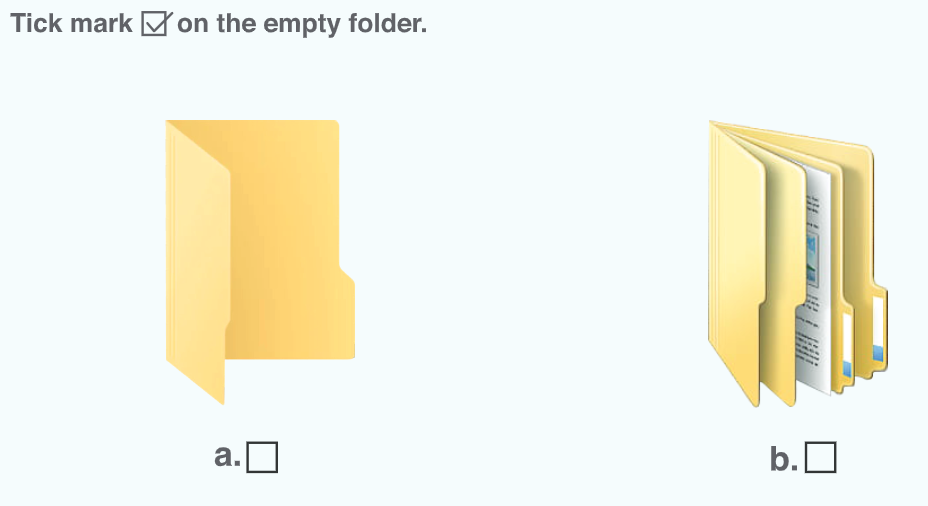 Tick mark ☑ on the empty folder.
a. ☐
b. ☐